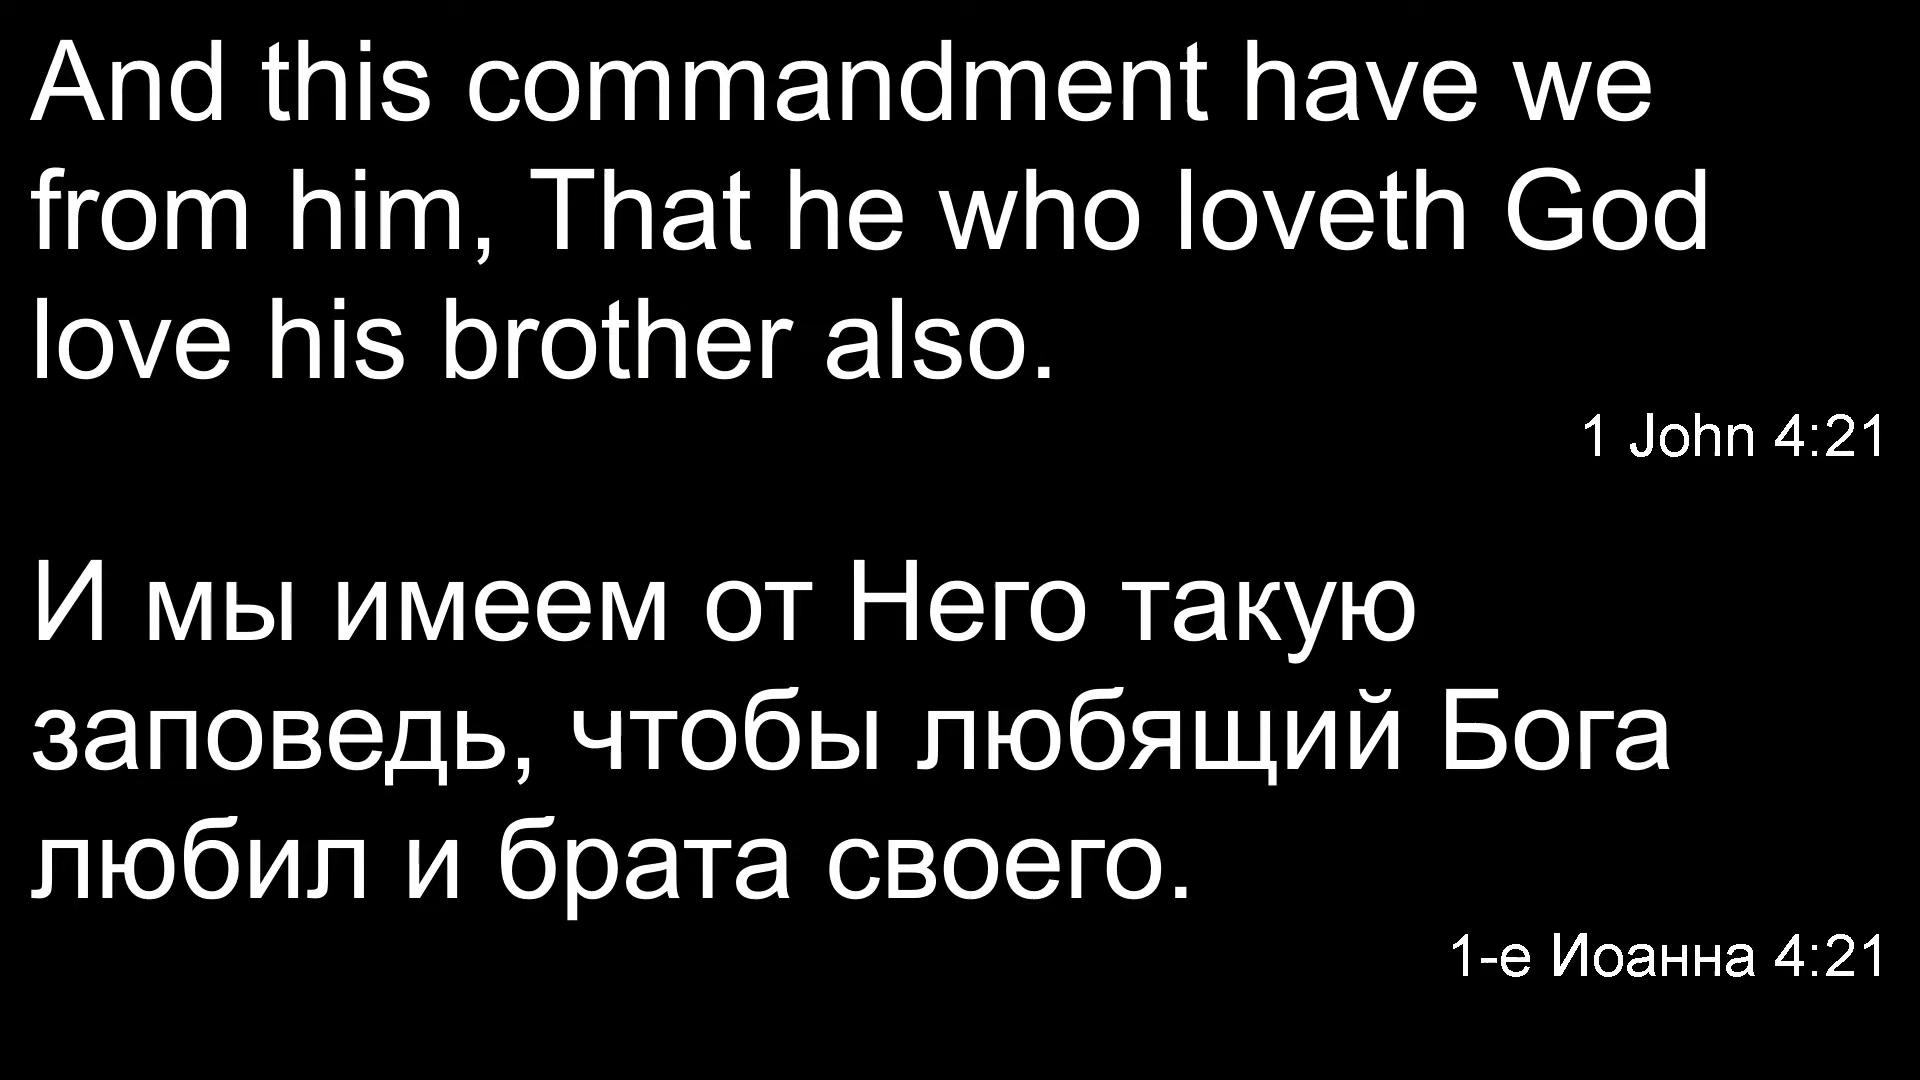 And this commandment have we
from him, That he who loveth God
love his brother also.
1 John 4:21
И мы имеем от Него такую
заповедь, чтобы любящий Бога
любил и брата своего.
1-е Иоанна 4:21